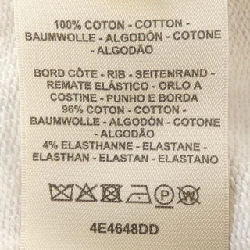 100% COTON - COTTON -
BAUMWOLLE - ALGODÓN - COTONE
- ALGODÃO
BORD CÔTE - RIB - SEITENRAND -
REMATE ELÁSTICO - ORLO A
COSTINE - PUNHO E BORDA
96% COTON - COTTON -
BAUMWOLLE - ALGODÓN - COTONE -
ALGODÃO
4% ELASTHANNE - ELASTANE -
ELASTHAN - ELASTAN - ELASTANO
P
4E4648DD